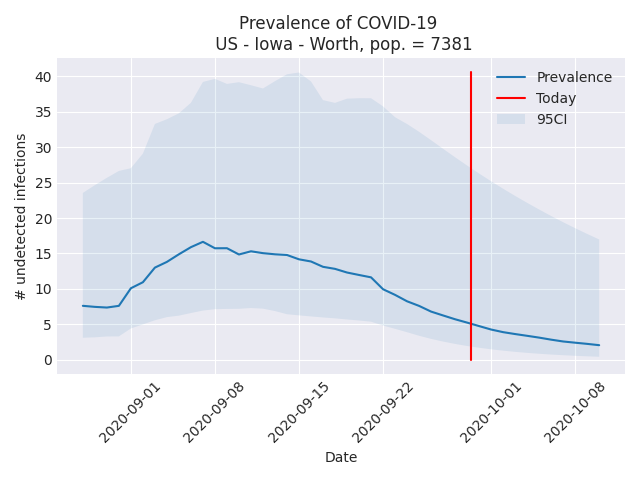 Prevalence of COVID-19
US - Iowa - Worth, pop. = 7381
Prevalence
Today
95CI
# undetected infections
40
35
30
25
20
15
10
5
0
2020-09-01
2020-09-08
2020-09-15
2020-09-22
2020-10-01
2020-10-08
Date